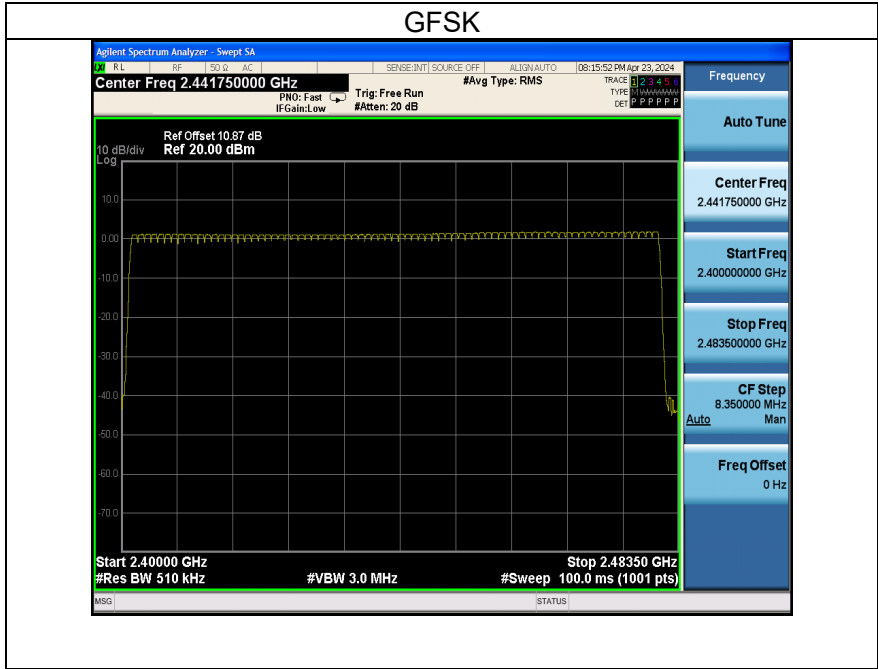 GFSK
Agilent Spectrum Analyzer - Swept SA
LXI RL RF 50 Ω AC SENSE:INT SOURCE OFF ALIGNAUTO 08:15:52 PM Apr 23, 2024
Center Freq 2.441750000 GHz #Avg Type: RMS TRACE 1 2 3 4 5 6
PNO: Fast Trig: Free Run TYPE M W W W W W
IFGain:Low #Atten: 20 dB DET P P P P P P
Frequency
Auto Tune
Center Freq
2.441750000 GHz
Start Freq
2.400000000 GHz
Stop Freq
2.483500000 GHz
CF Step
8.350000 MHz
Auto Man
Freq Offset
0 Hz
Ref Offset 10.87 dB
10 dB/div Ref 20.00 dBm
Log
10.0
0.00
-10.0
-20.0
-30.0
-40.0
-50.0
-60.0
-70.0
Start 2.40000 GHz Stop 2.48350 GHz
#Res BW 510 kHz #VBW 3.0 MHz #Sweep 100.0 ms (1001 pts)
MSG STATUS